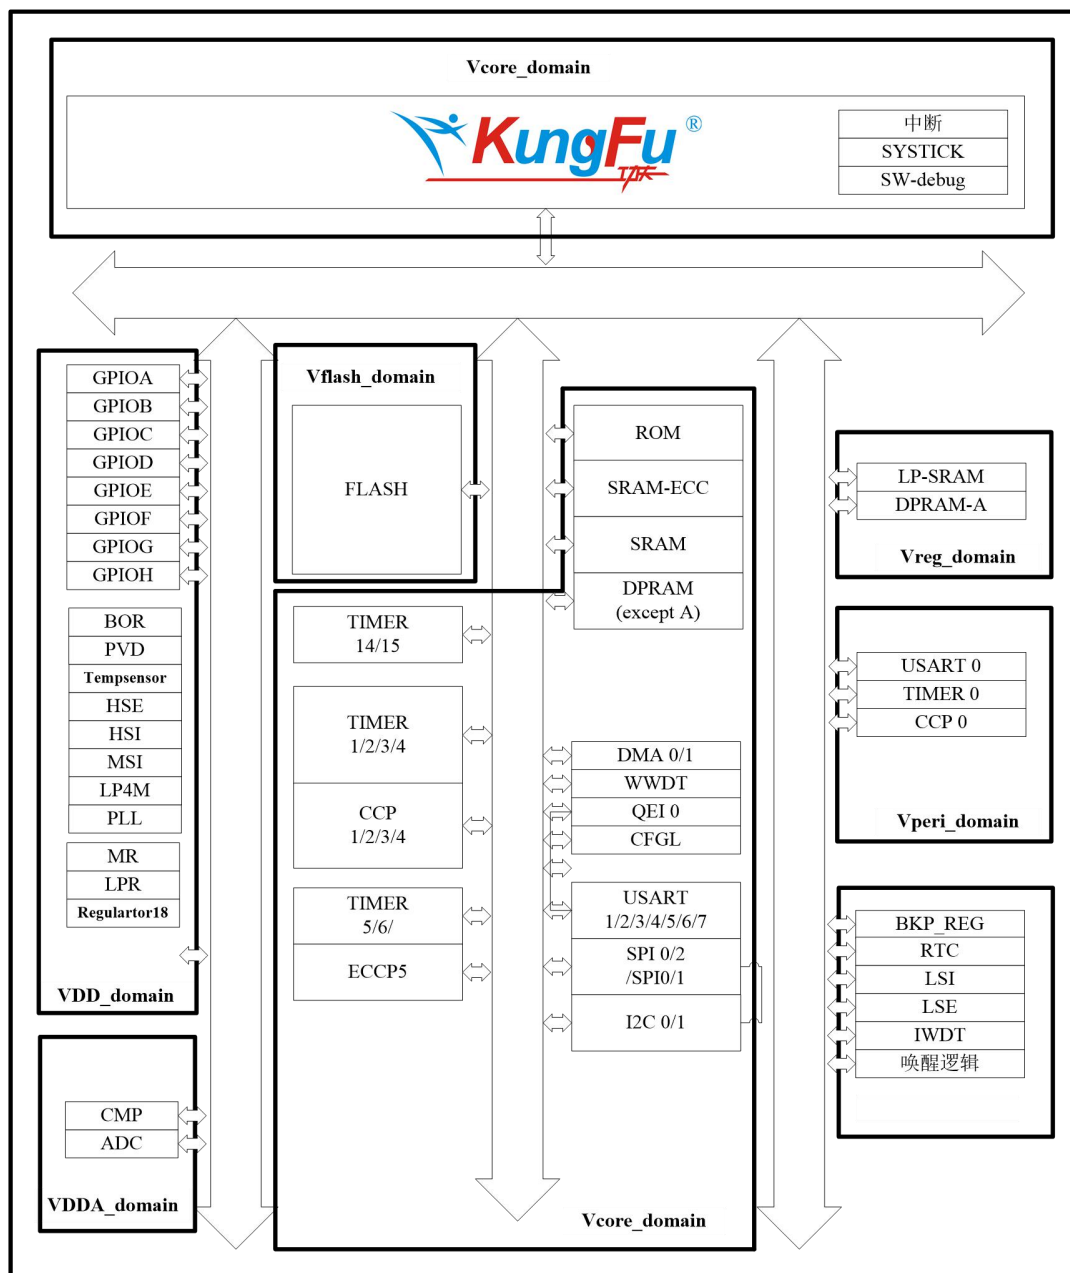 Vcore_domain
KungFu®
功夫
中断
SYSTICK
SW-debug
GPIOA
GPIOB
GPIOC
GPIOD
GPIOE
GPIOF
GPIOG
GPIOH
BOR
PVD
Tempsensor
HSE
HSI
MSI
LP4M
PLL
MR
LPR
Regulartor18
VDD_domain
CMP
ADC
VDDA_domain
Vflash_domain
FLASH
TIMER
14/15
TIMER
1/2/3/4
CCP
1/2/3/4
TIMER
5/6/
ECCP5
ROM
SRAM-ECC
SRAM
DPRAM
(except A)
DMA 0/1
WWDT
QEI 0
CFGL
USART
1/2/3/4/5/6/7
SPI 0/2
/SPI0/1
I2C 0/1
Vcore_domain
LP-SRAM
DPRAM-A
Vreg_domain
USART 0
TIMER 0
CCP 0
Vperi_domain
BKP_REG
RTC
LSI
LSE
IWDT
唤醒逻辑